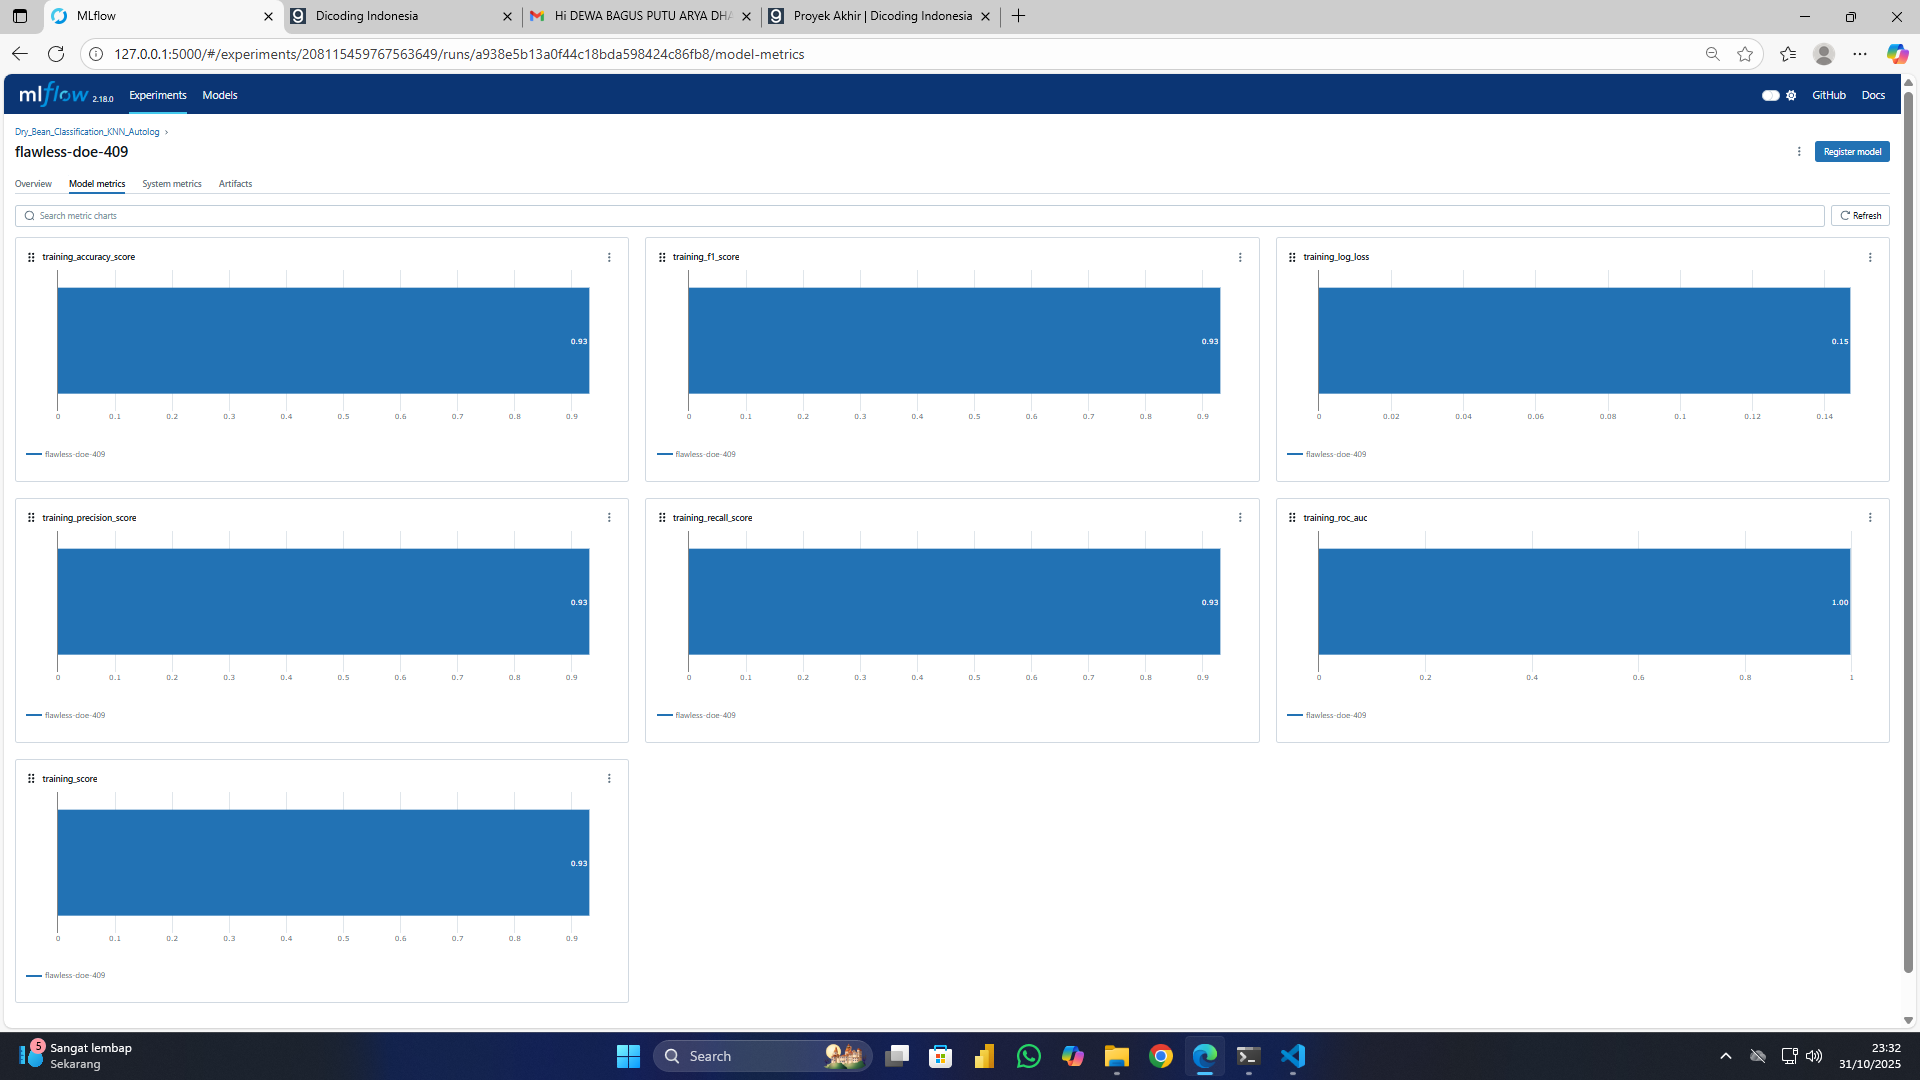 MLflow
Dicoding Indonesia
Hi DEWA BAGUS PUTU ARYA DHA
Proyek Akhir | Dicoding Indonesia
127.0.0.1:5000/#/experiments/208115459767563649/runs/a938e5b13a0f44c18bda598424c86fb8/model-metrics
mlflow 2.18.0 Experiments Models GitHub Docs
Dry_Bean_Classification_KNN_Autolog
flawless-doe-409
Register model
Overview Model metrics System metrics Artifacts
Search metric charts
Refresh
training_accuracy_score
0.93
0 0.1 0.2 0.3 0.4 0.5 0.6 0.7 0.8 0.9
flawless-doe-409
training_f1_score
0.93
0 0.1 0.2 0.3 0.4 0.5 0.6 0.7 0.8 0.9
flawless-doe-409
training_log_loss
0.15
0 0.02 0.04 0.06 0.08 0.1 0.12 0.14
flawless-doe-409
training_precision_score
0.93
0 0.1 0.2 0.3 0.4 0.5 0.6 0.7 0.8 0.9
flawless-doe-409
training_recall_score
0.93
0 0.1 0.2 0.3 0.4 0.5 0.6 0.7 0.8 0.9
flawless-doe-409
training_roc_auc
1.00
0 0.2 0.4 0.6 0.8 1
flawless-doe-409
training_score
0.93
0 0.1 0.2 0.3 0.4 0.5 0.6 0.7 0.8 0.9
flawless-doe-409
5
Sangat lembap
Sekarang
Search
23:32
31/10/2025